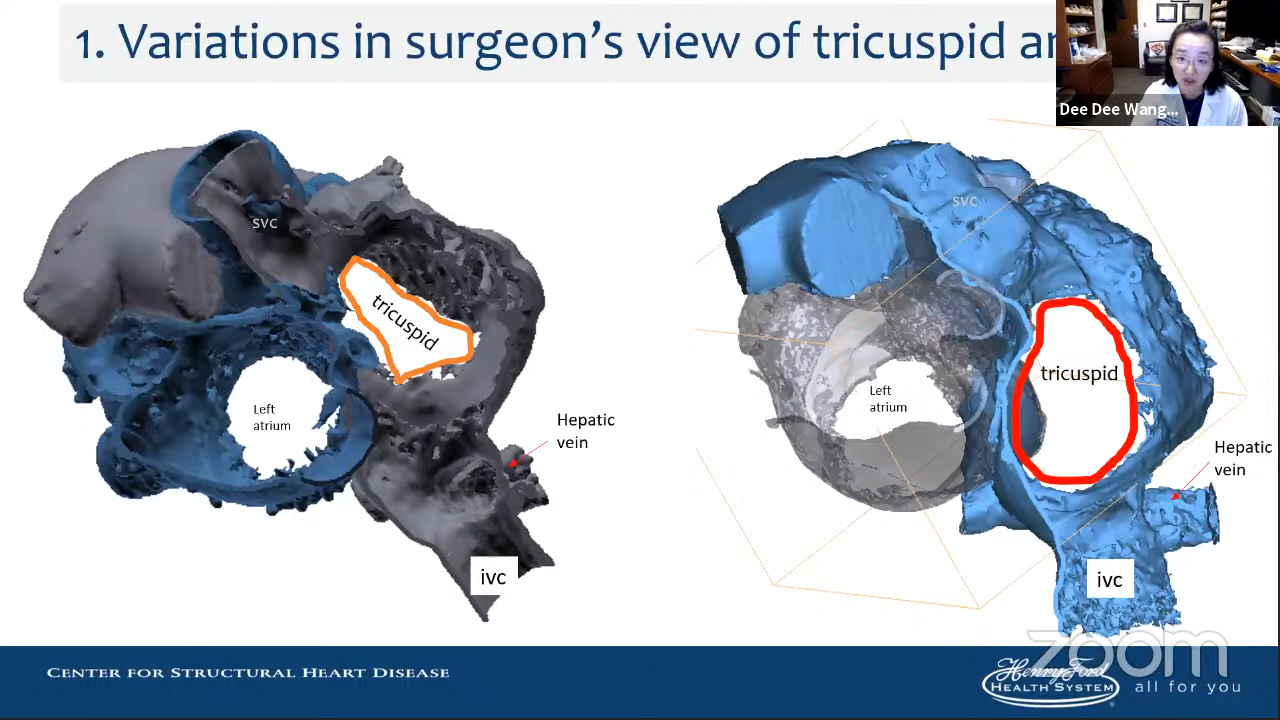 1. Variations in surgeon's view of tricuspid
Dee Dee Wang...
svc
tricuspid
Left
atrium
Hepatic
vein
ivc
svc
tricuspid
Left
atrium
Hepatic
vein
ivc
zoom
CENTER FOR STRUCTURAL HEART DISEASE
Henry Ford
HEALTH SYSTEM
all for you